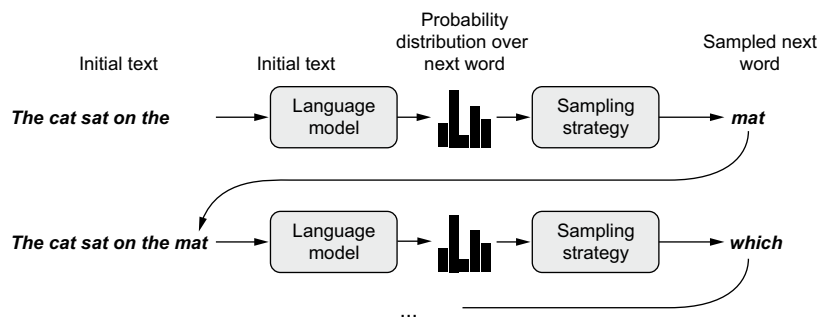 Probability
distribution over
next word
Sampled next
word
Initial text
Initial text
The cat sat on the
Language
model
Sampling
strategy
mat
The cat sat on the mat
Language
model
Sampling
strategy
which
...